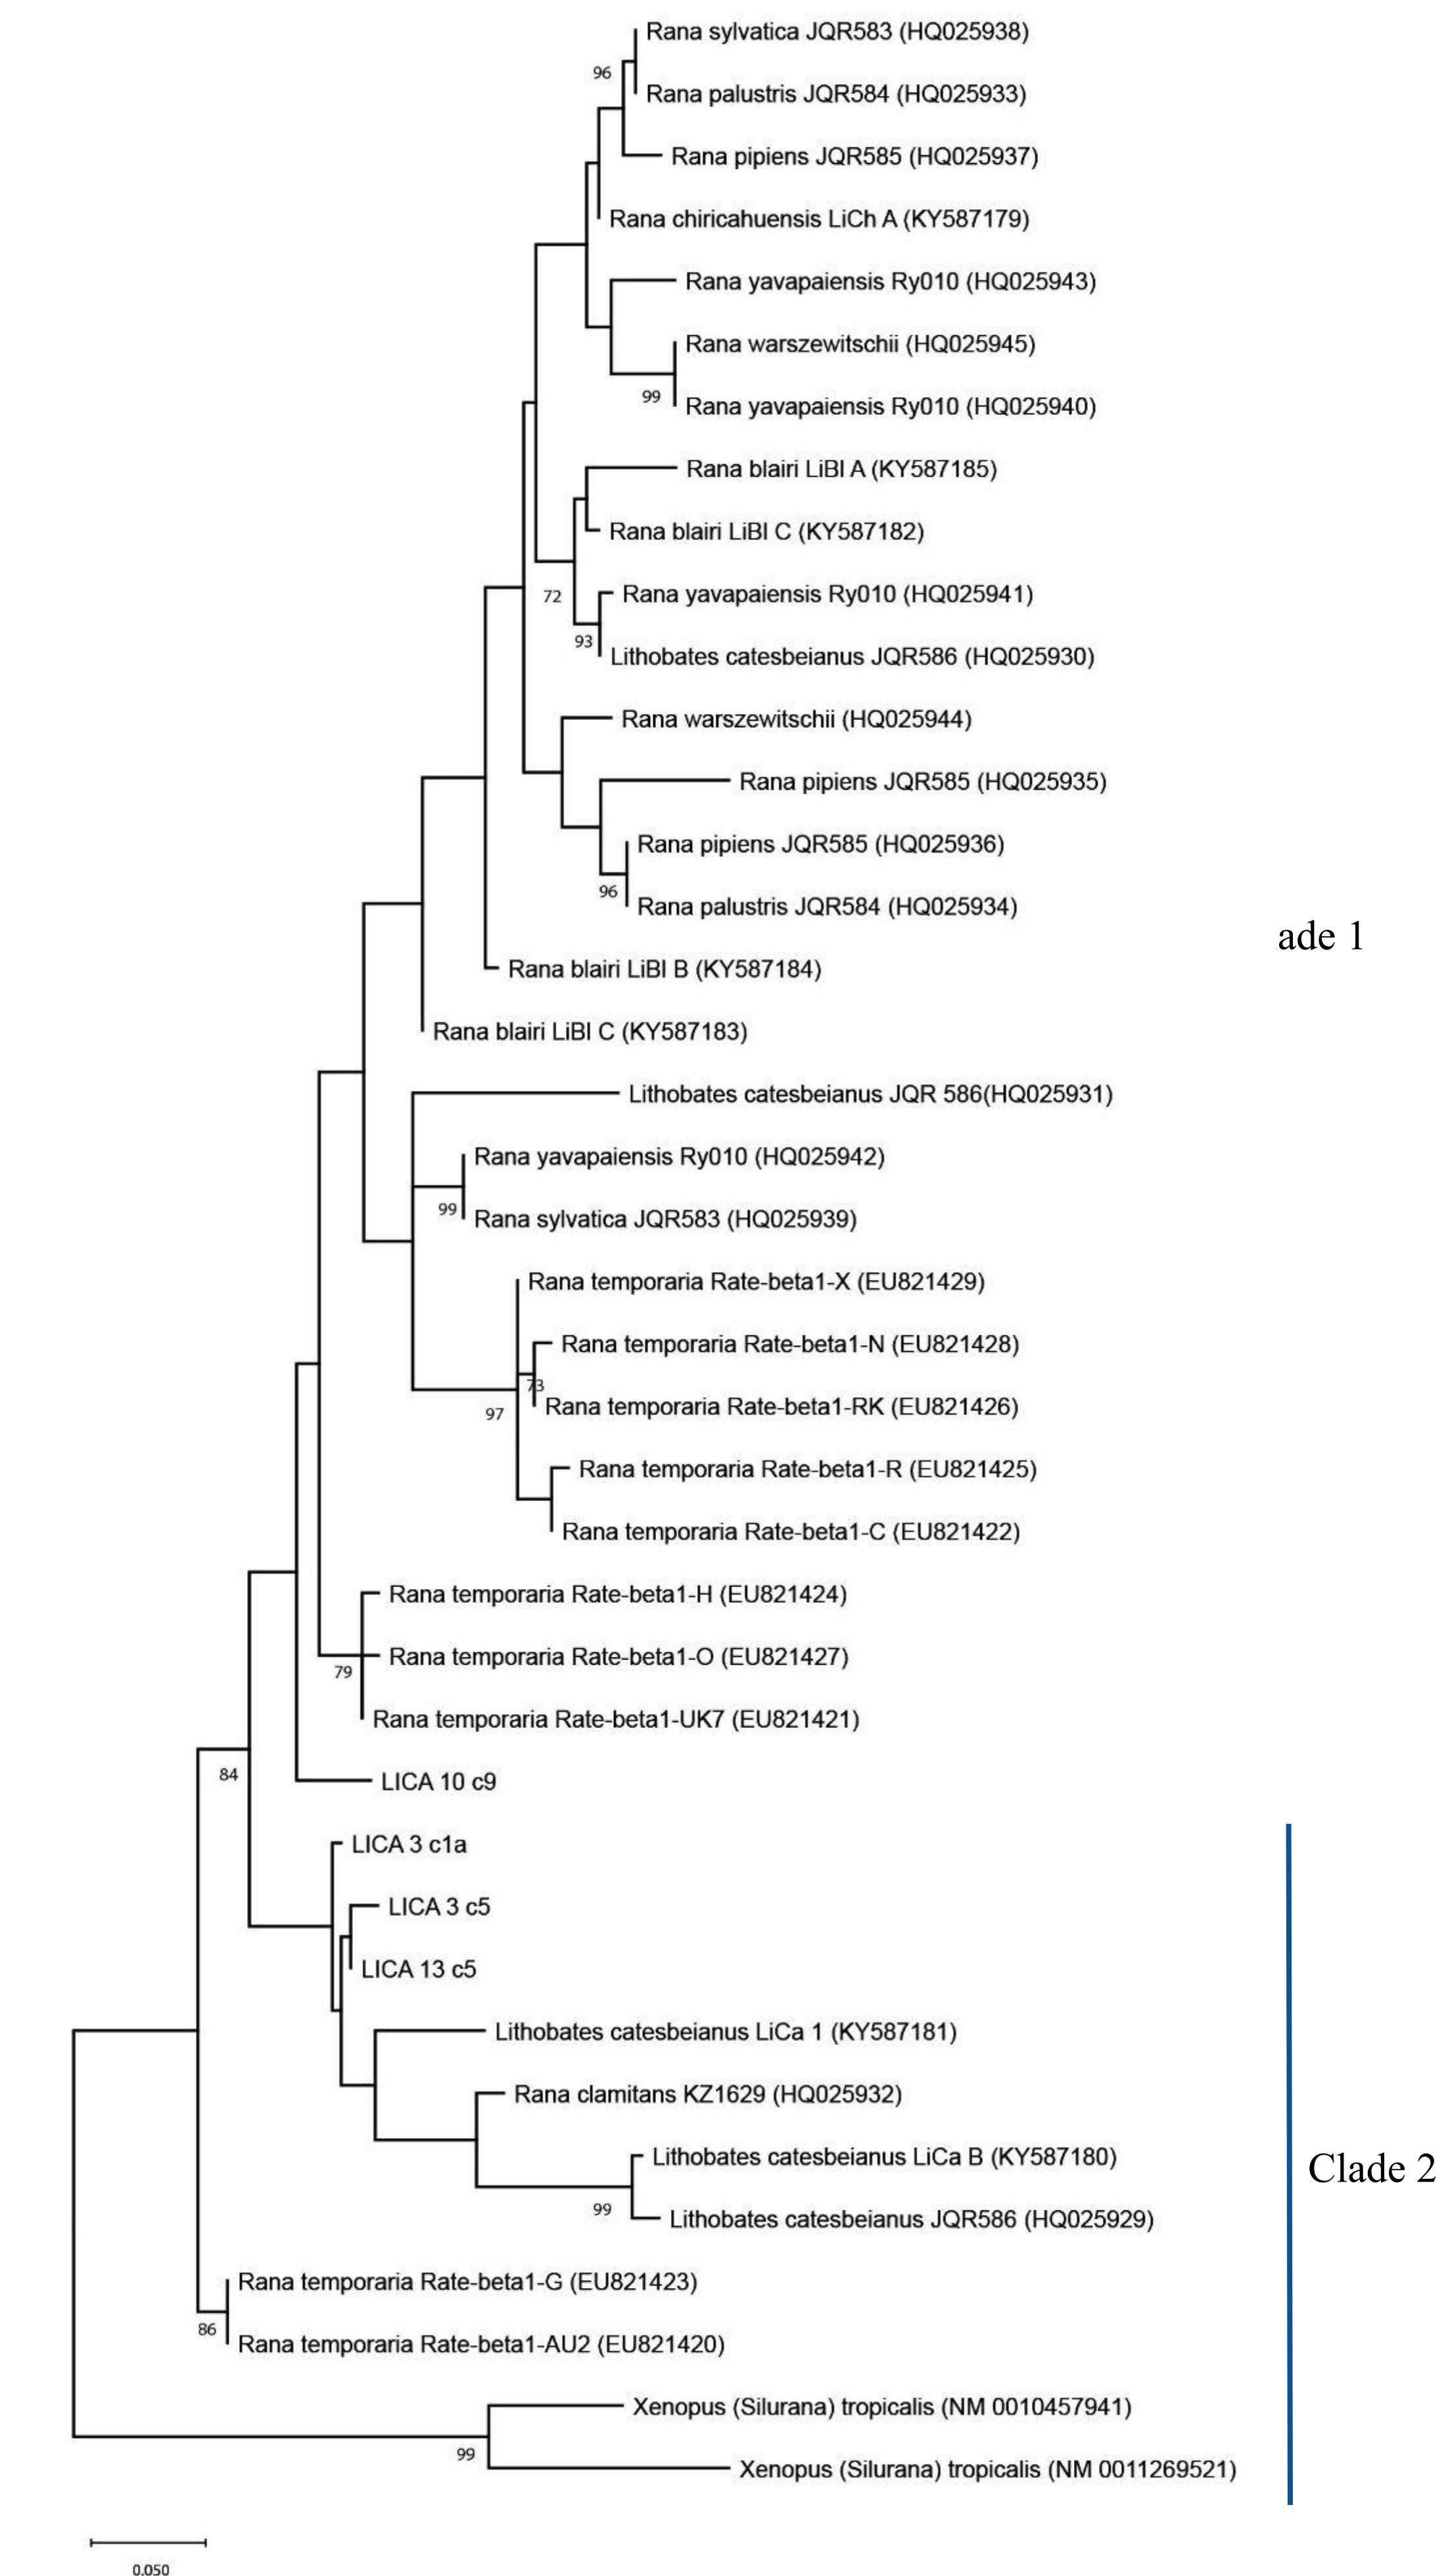 Rana sylvatica JQR583 (HQ025938)
96
Rana palustris JQR584 (HQ025933)
Rana pipiens JQR585 (HQ025937)
Rana chiricahuensis LiCh A (KY587179)
Rana yavapaiensis Ry010 (HQ025943)
Rana warszewitschii (HQ025945)
99
Rana yavapaiensis Ry010 (HQ025940)
Rana blairi LiBl A (KY587185)
Rana blairi LiBl C (KY587182)
72
Rana yavapaiensis Ry010 (HQ025941)
93
Lithobates catesbeianus JQR586 (HQ025930)
Rana warszewitschii (HQ025944)
Rana pipiens JQR585 (HQ025935)
Rana pipiens JQR585 (HQ025936)
96
Rana palustris JQR584 (HQ025934)
ade 1
Rana blairi LiBl B (KY587184)
Rana blairi LiBl C (KY587183)
Lithobates catesbeianus JQR 586(HQ025931)
Rana yavapaiensis Ry010 (HQ025942)
99
Rana sylvatica JQR583 (HQ025939)
Rana temporaria Rate-beta1-X (EU821429)
Rana temporaria Rate-beta1-N (EU821428)
73
Rana temporaria Rate-beta1-RK (EU821426)
97
Rana temporaria Rate-beta1-R (EU821425)
Rana temporaria Rate-beta1-C (EU821422)
Rana temporaria Rate-beta1-H (EU821424)
Rana temporaria Rate-beta1-O (EU821427)
79
Rana temporaria Rate-beta1-UK7 (EU821421)
84
LICA 10 c9
LICA 3 c1a
LICA 3 c5
LICA 13 c5
Lithobates catesbeianus LiCa 1 (KY587181)
Rana clamitans KZ1629 (HQ025932)
Lithobates catesbeianus LiCa B (KY587180)
Clade 2
99
Lithobates catesbeianus JQR586 (HQ025929)
Rana temporaria Rate-beta1-G (EU821423)
86
Rana temporaria Rate-beta1-AU2 (EU821420)
Xenopus (Silurana) tropicalis (NM 0010457941)
99
Xenopus (Silurana) tropicalis (NM 0011269521)
0.050